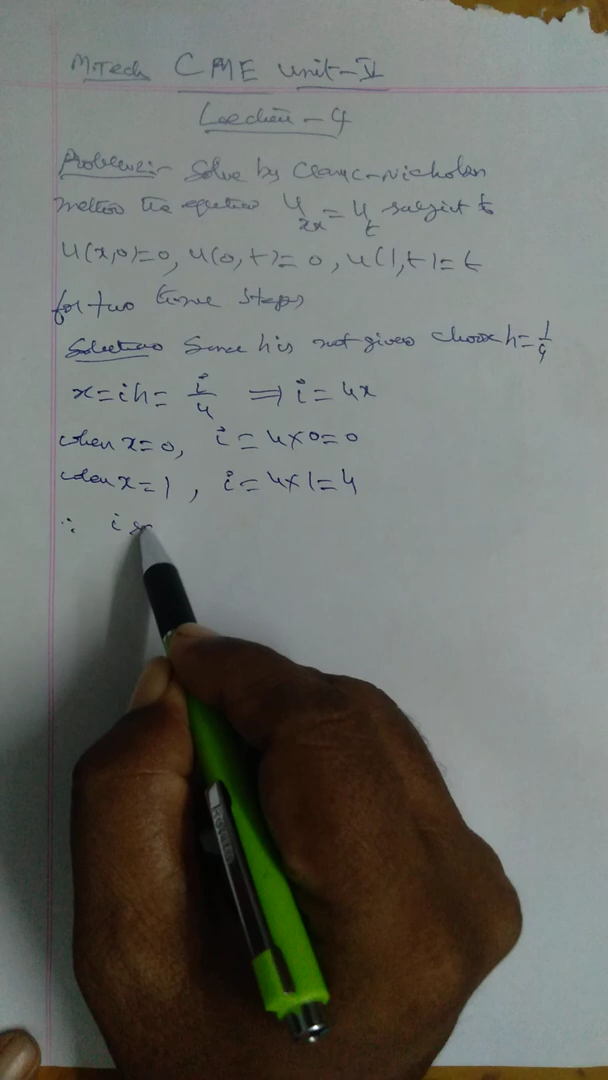 M.Tech CME Unit-V
Lecture-4
Problem:- Solve by Cranc-Nicholson
method the equation u_xx = u_t subject to
u(x,0)=0, u(0,t)=0, u(1,t)=t
for two time steps
Solution Since h is not given choose h=1/4
x=ih= i/4 ⇒ i=4x
when x=0, i=4×0=0
when x=1, i=4×1=4
∴ i